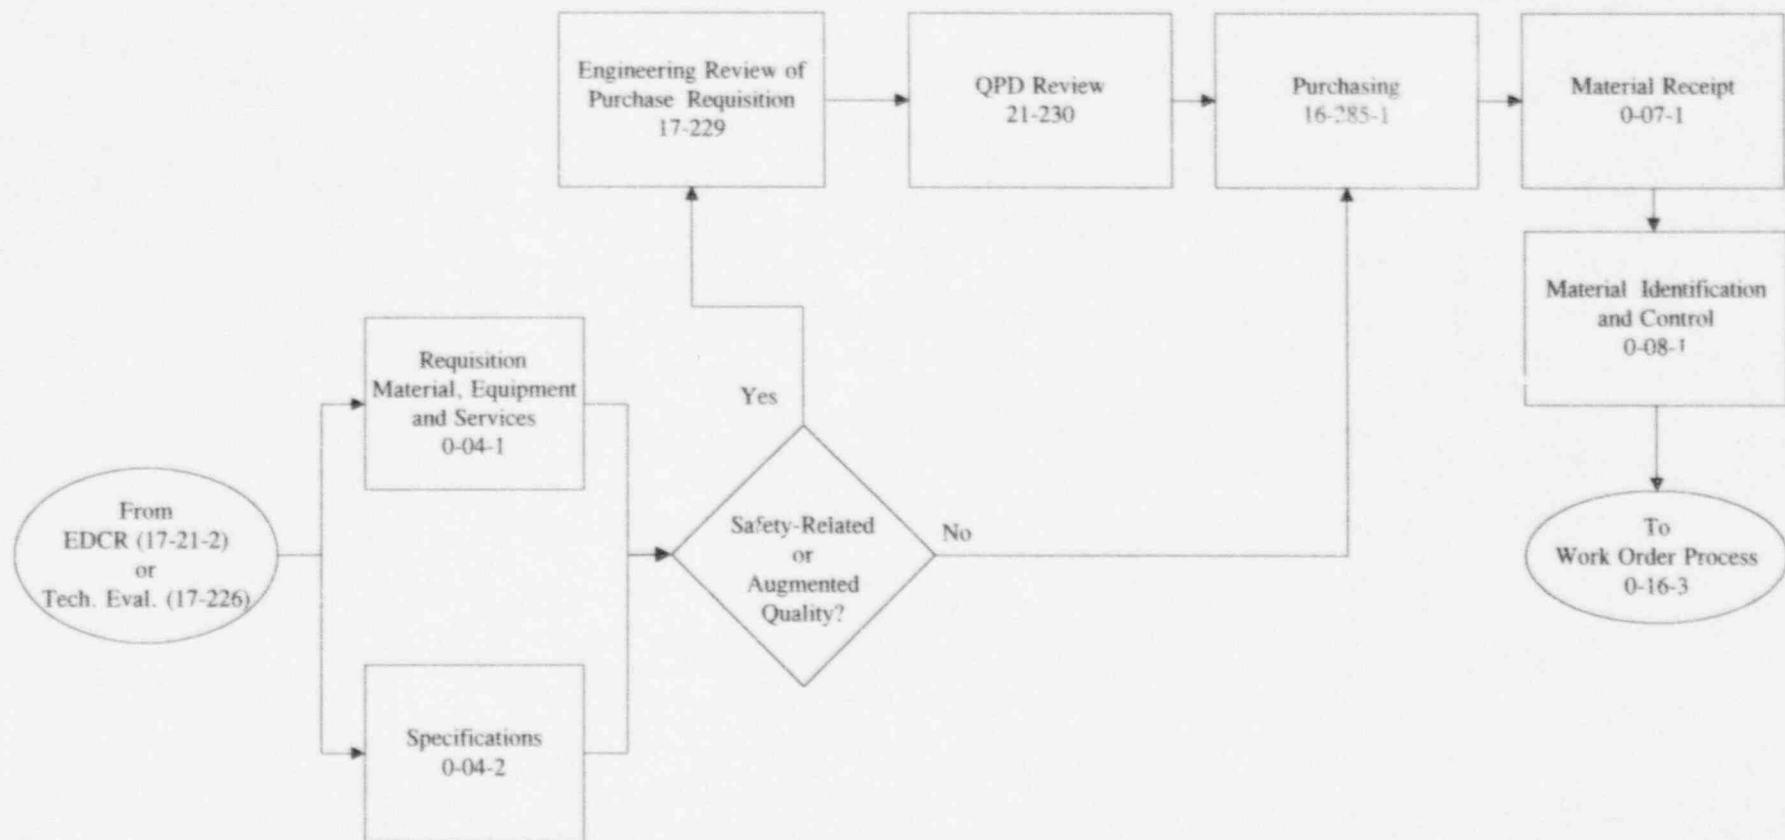 Engineering Review of
Purchase Requisition
17-229
QPD Review
21-230
Purchasing
16-285-1
Material Receipt
0-07-1
Material Identification
and Control
0-08-1
Requisition
Material, Equipment
and Services
0-04-1
Yes
From
EDCR (17-21-2)
or
Tech. Eval. (17-226)
Safety-Related
or
Augmented
Quality?
No
To
Work Order Process
0-16-3
Specifications
0-04-2